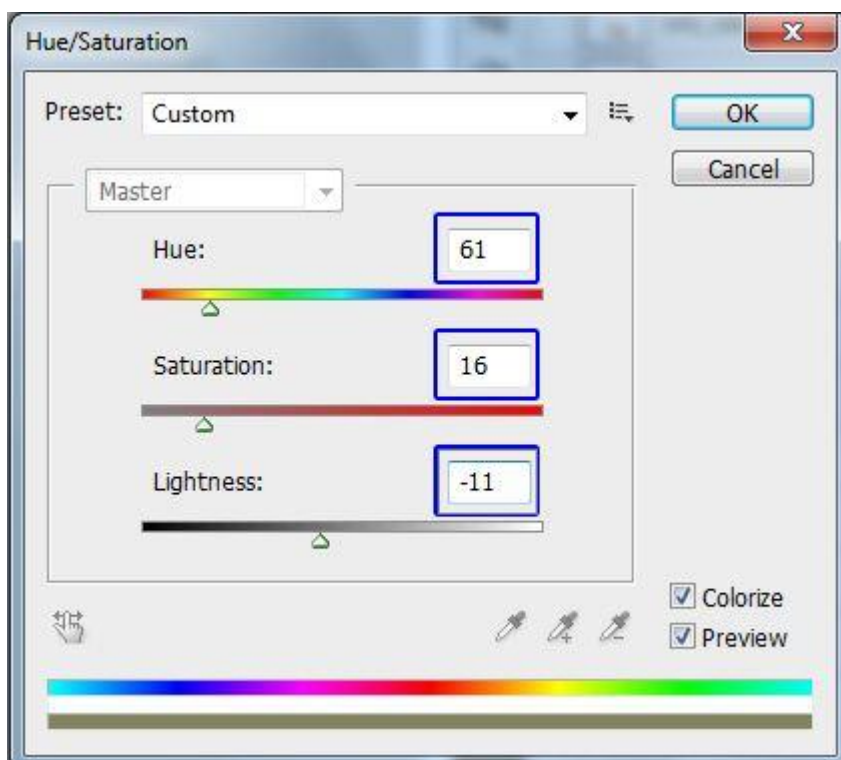 Hue/Saturation
Preset: Custom
OK
Cancel
Master
Hue: 61
Saturation: 16
Lightness: -11
Colorize
Preview